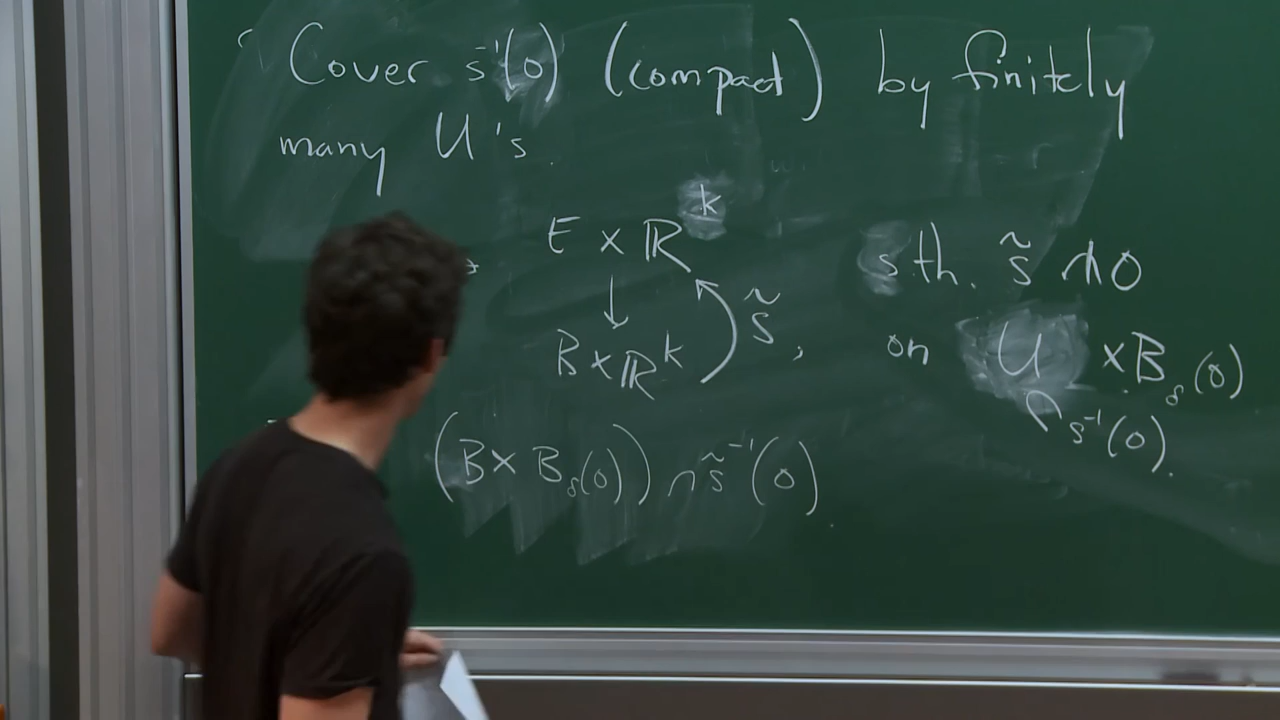 Cover s⁻¹(0) (compact) by finitely
many U's.
E × ℝᵏ
s th. s̃ ⋔ 0
↓ s̃,
B × ℝᵏ
on U × B_δ(0)
∩ s⁻¹(0).
(B × B_δ(0)) ∩ s̃⁻¹(0).